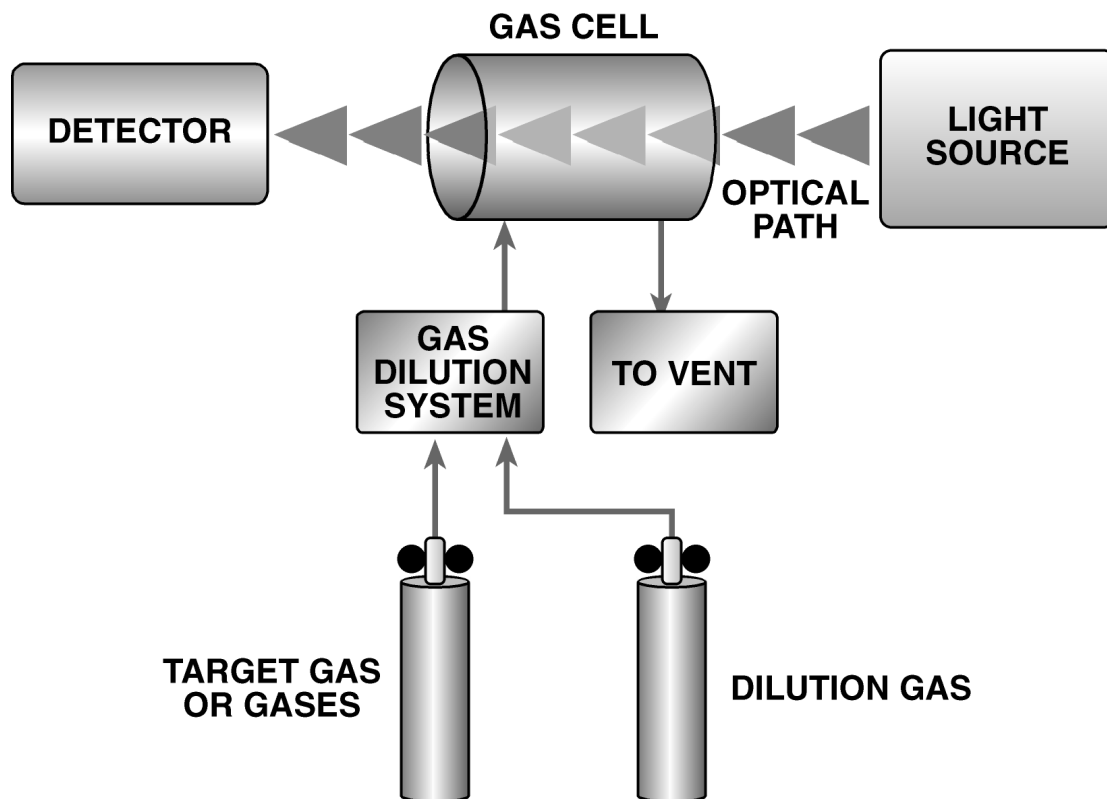 GAS CELL
DETECTOR
LIGHT
SOURCE
OPTICAL
PATH
GAS
DILUTION
SYSTEM
TO VENT
TARGET GAS
OR GASES
DILUTION GAS